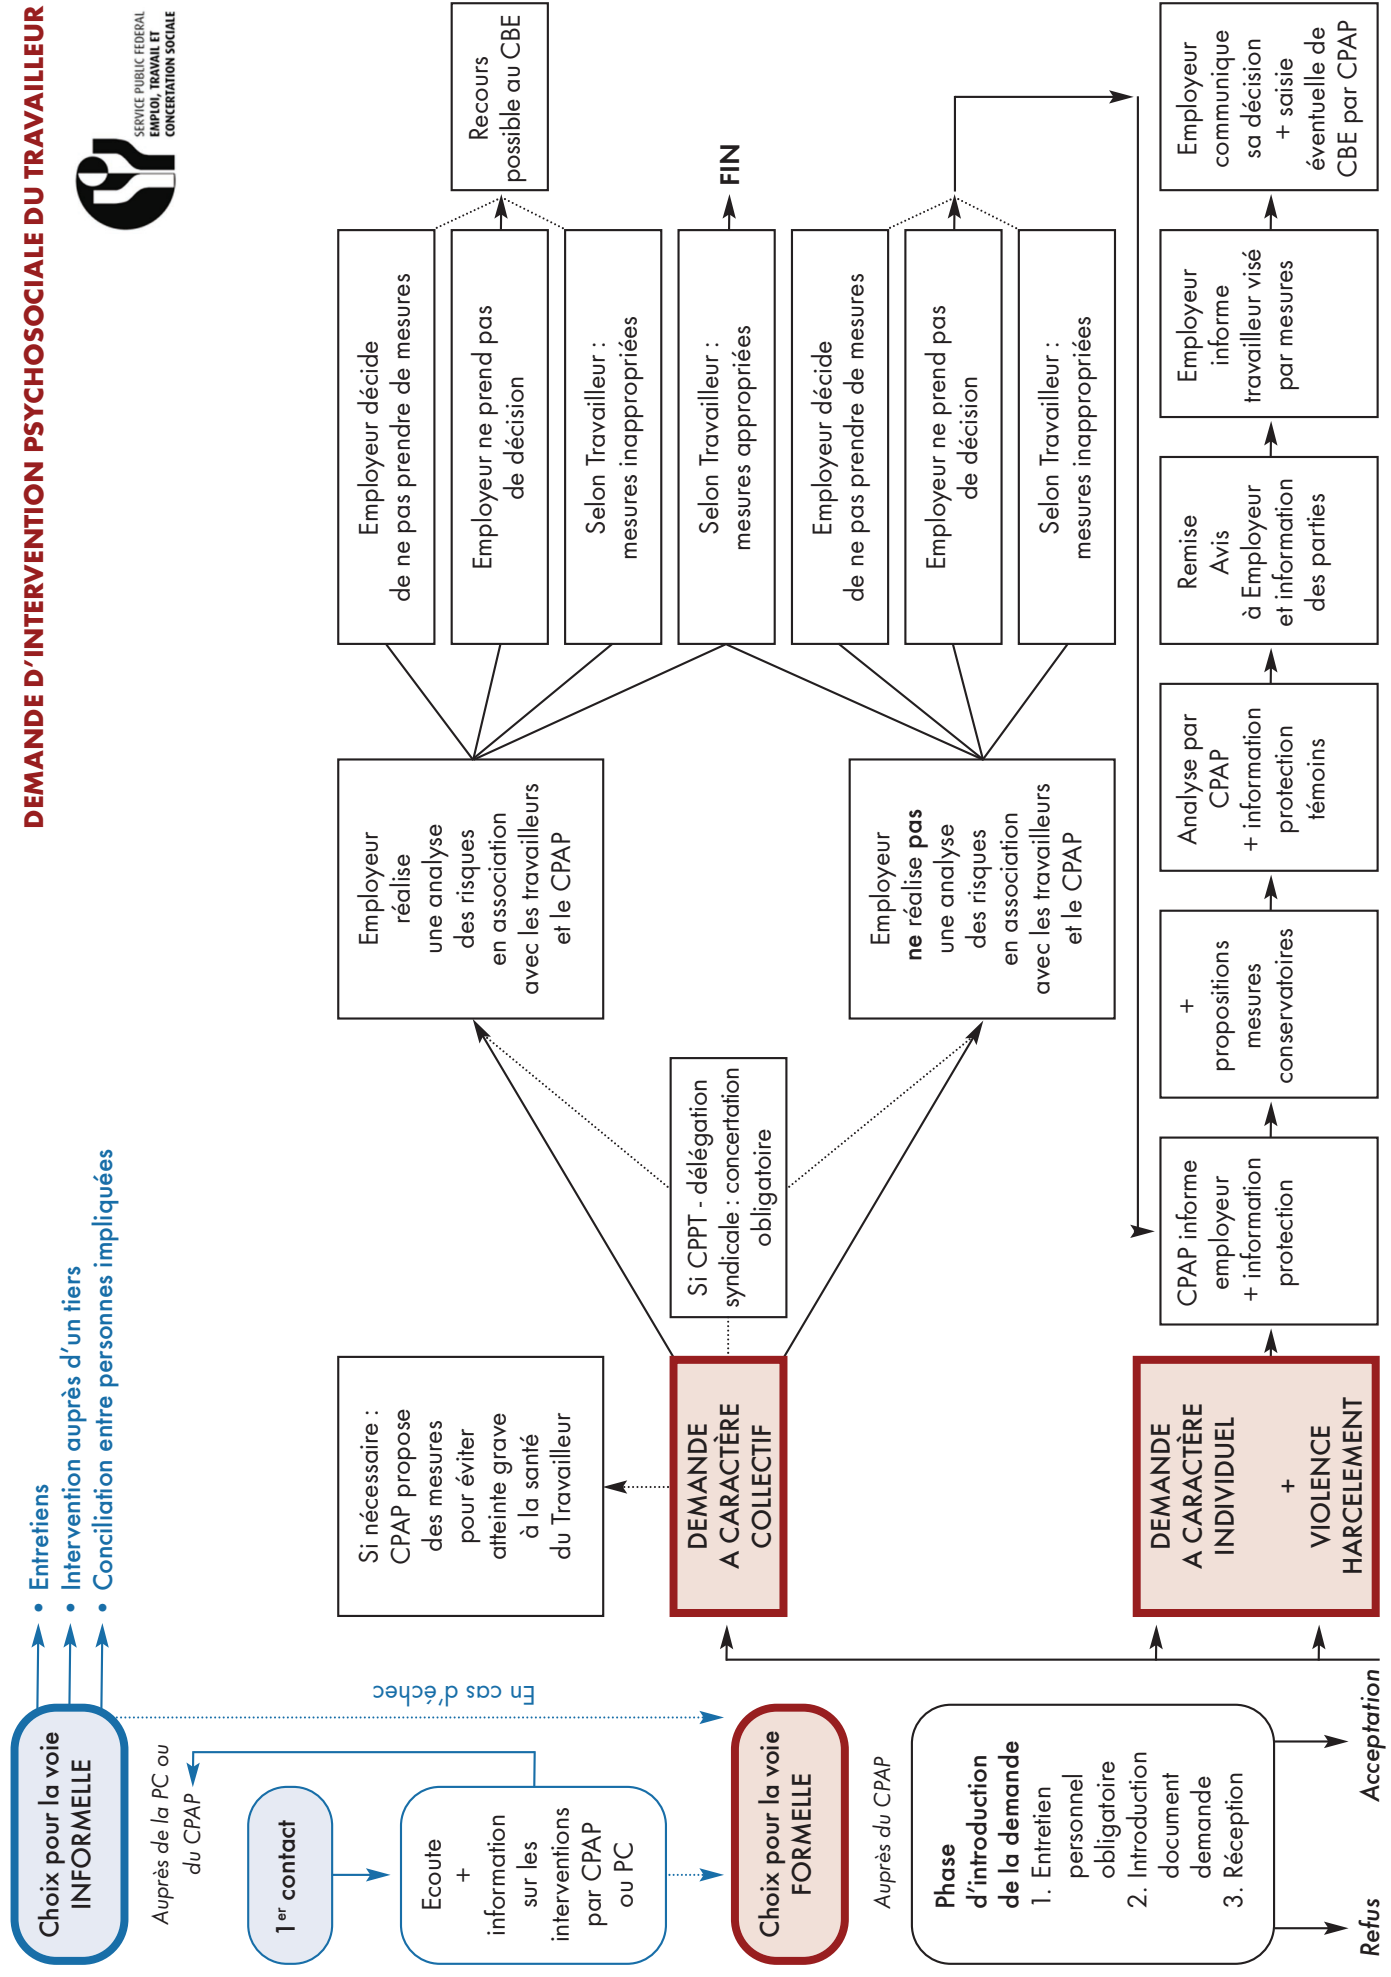 DEMANDE D'INTERVENTION PSYCHOSOCIALE DU TRAVAILLEUR
SERVICE PUBLIC FEDERAL
EMPLOI, TRAVAIL ET
CONCERTATION SOCIALE
Choix pour la voie
INFORMELLE
• Entretiens
• Intervention auprès d'un tiers
• Conciliation entre personnes impliquées
Auprès de la PC ou
du CPAP
1er contact
Ecoute
+
information
sur les
interventions
par CPAP
ou PC
En cas d'échec
Choix pour la voie
FORMELLE
Auprès du CPAP
Phase
d'introduction
de la demande
1. Entretien
personnel
obligatoire
2. Introduction
document
demande
3. Réception
Refus
Acceptation
Si nécessaire :
CPAP propose
des mesures
pour éviter
atteinte grave
à la santé
du Travailleur
DEMANDE
A CARACTÈRE
COLLECTIF
Si CPPT - délégation
syndicale : concertation
obligatoire
Employeur
réalise
une analyse
des risques
en association
avec les travailleurs
et le CPAP
Employeur
ne réalise pas
une analyse
des risques
en association
avec les travailleurs
et le CPAP
Employeur décide
de ne pas prendre de mesures
Employeur ne prend pas
de décision
Selon Travailleur :
mesures inappropriées
Selon Travailleur :
mesures appropriées
Employeur décide
de ne pas prendre de mesures
Employeur ne prend pas
de décision
Selon Travailleur :
mesures inappropriées
Recours
possible au CBE
FIN
DEMANDE
A CARACTÈRE
INDIVIDUEL
+
VIOLENCE
HARCELEMENT
CPAP informe
employeur
+ information
protection
+
propositions
mesures
conservatoires
Analyse par
CPAP
+ information
protection
témoins
Remise
Avis
à Employeur
et information
des parties
Employeur
informe
travailleur visé
par mesures
Employeur
communique
sa décision
+ saisie
éventuelle de
CBE par CPAP